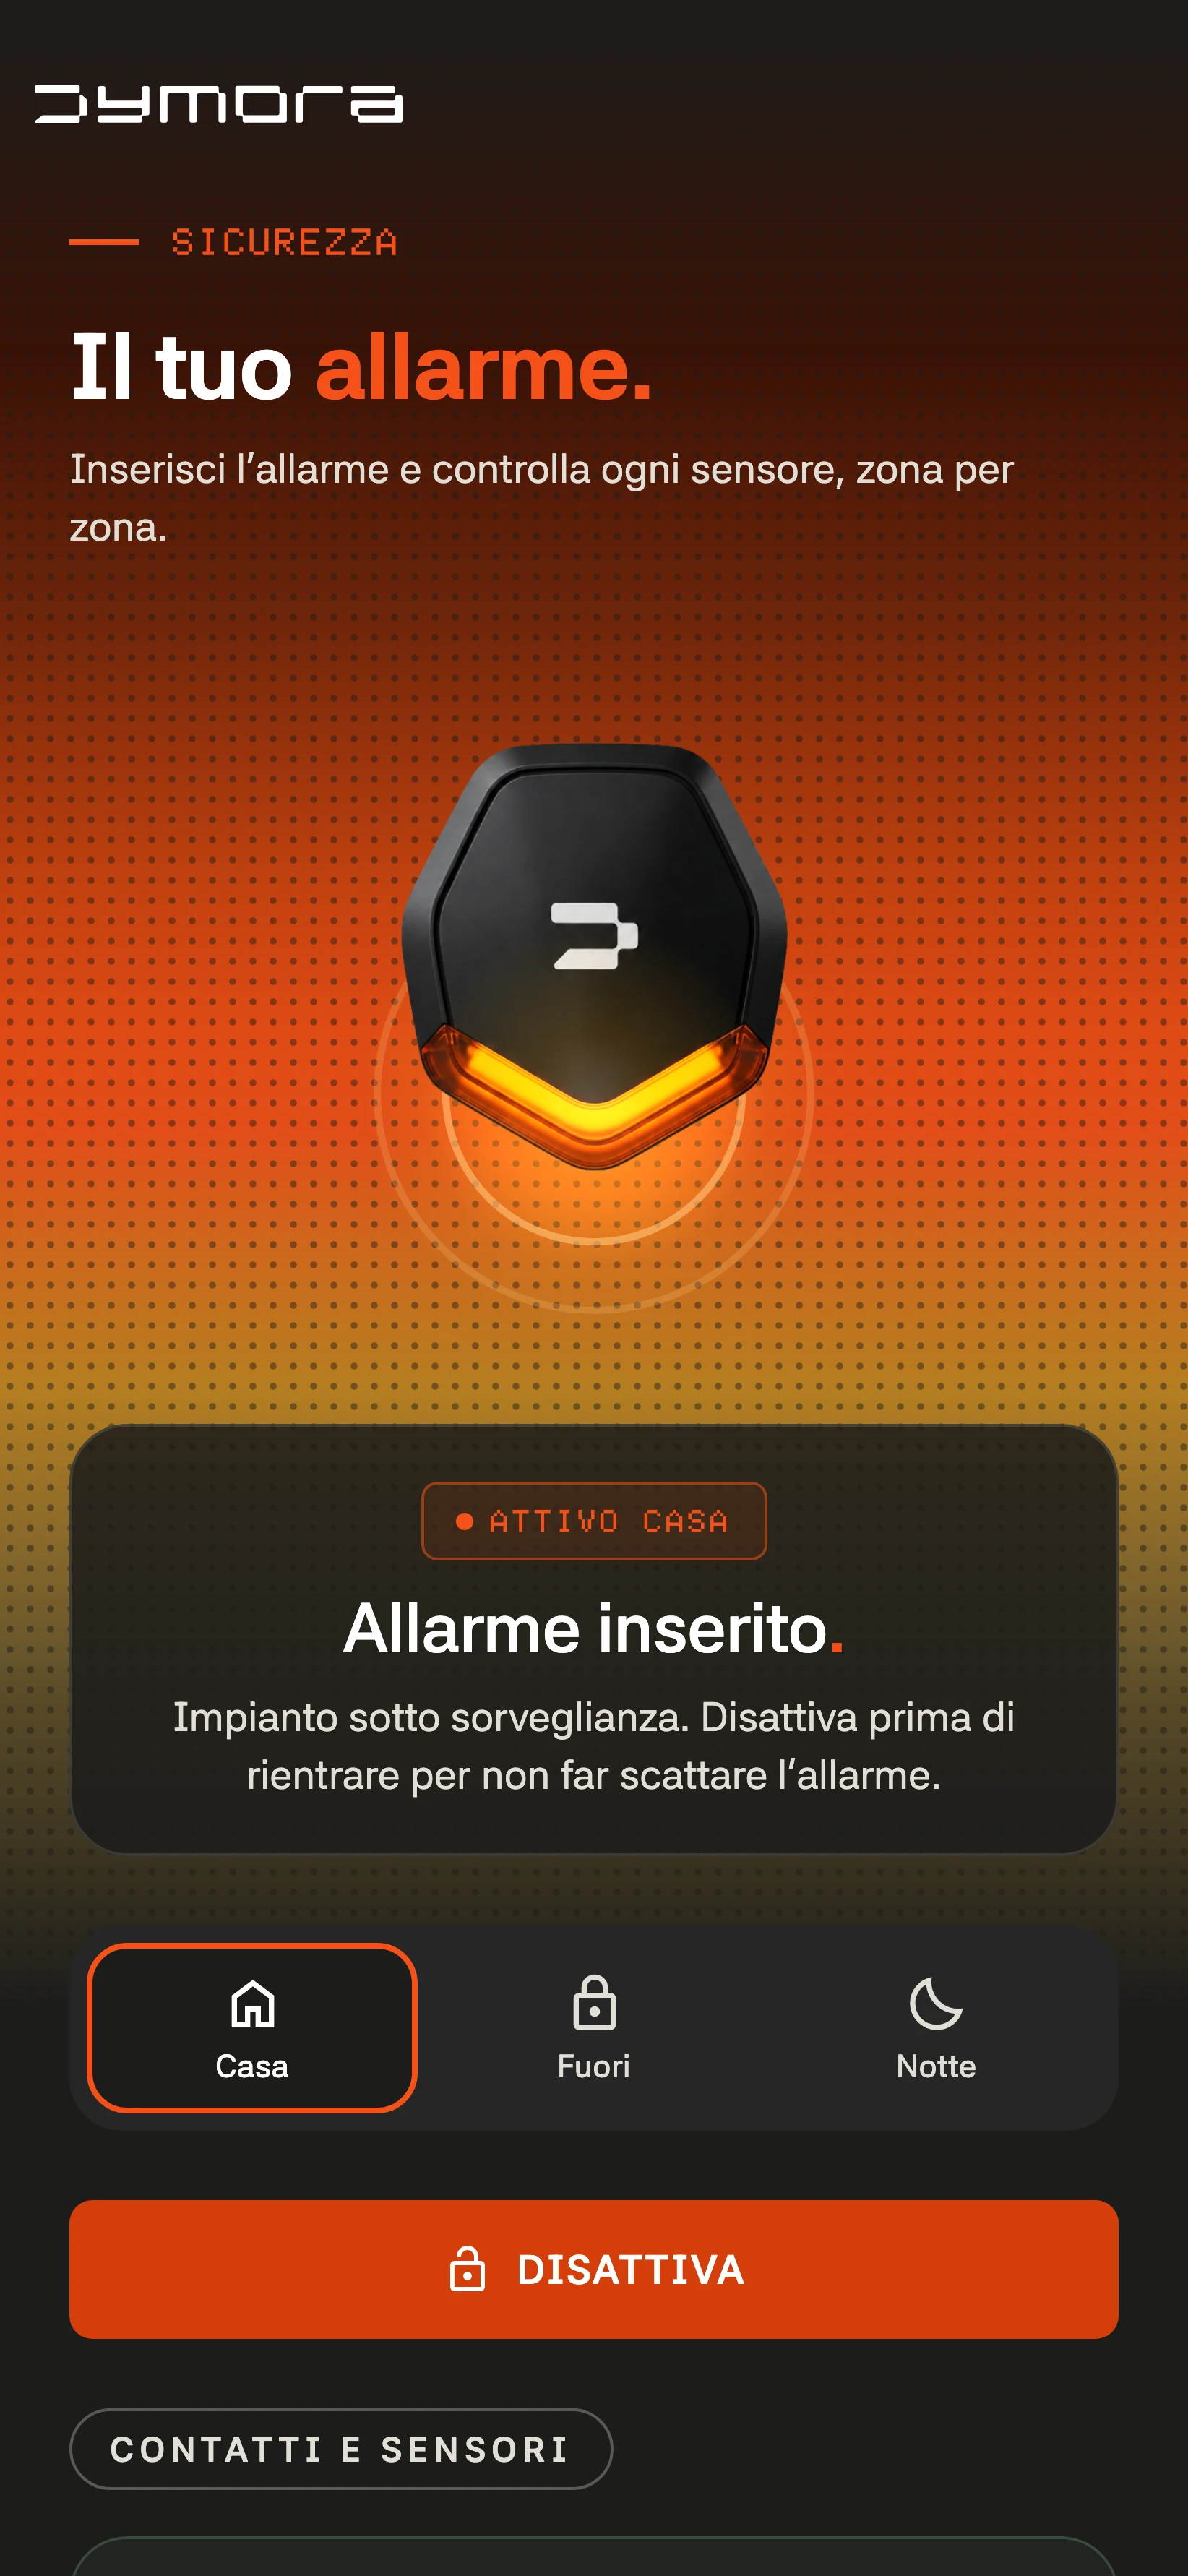 Dymora
SICUREZZA
Il tuo allarme.
Inserisci l'allarme e controlla ogni sensore, zona per
zona.
ATTIVO CASA
Allarme inserito.
Impianto sotto sorveglianza. Disattiva prima di
rientrare per non far scattare l'allarme.
Casa
Fuori
Notte
DISATTIVA
CONTATTI E SENSORI